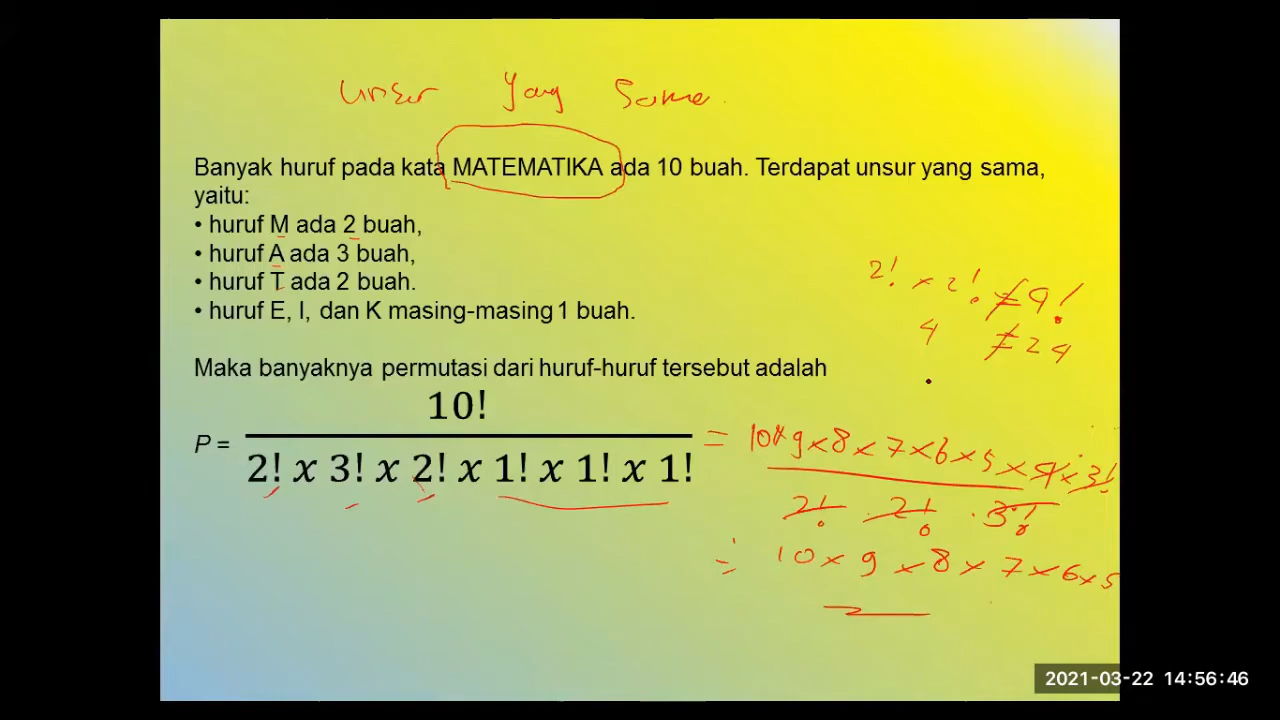 unsur yang sama
Banyak huruf pada kata MATEMATIKA ada 10 buah. Terdapat unsur yang sama,
yaitu:
• huruf M ada 2 buah,
• huruf A ada 3 buah,
• huruf T ada 2 buah.
• huruf E, I, dan K masing-masing 1 buah.
2! x 2! ≠ 4!
4 ≠ 24
Maka banyaknya permutasi dari huruf-huruf tersebut adalah
P = 10! / 2! x 3! x 2! x 1! x 1! x 1!
= 10 x 9 x 8 x 7 x 6 x 5 x 4 x 3!
2! 2! 3!
= 10 x 9 x 8 x 7 x 6 x 5
2021-03-22 14:56:46